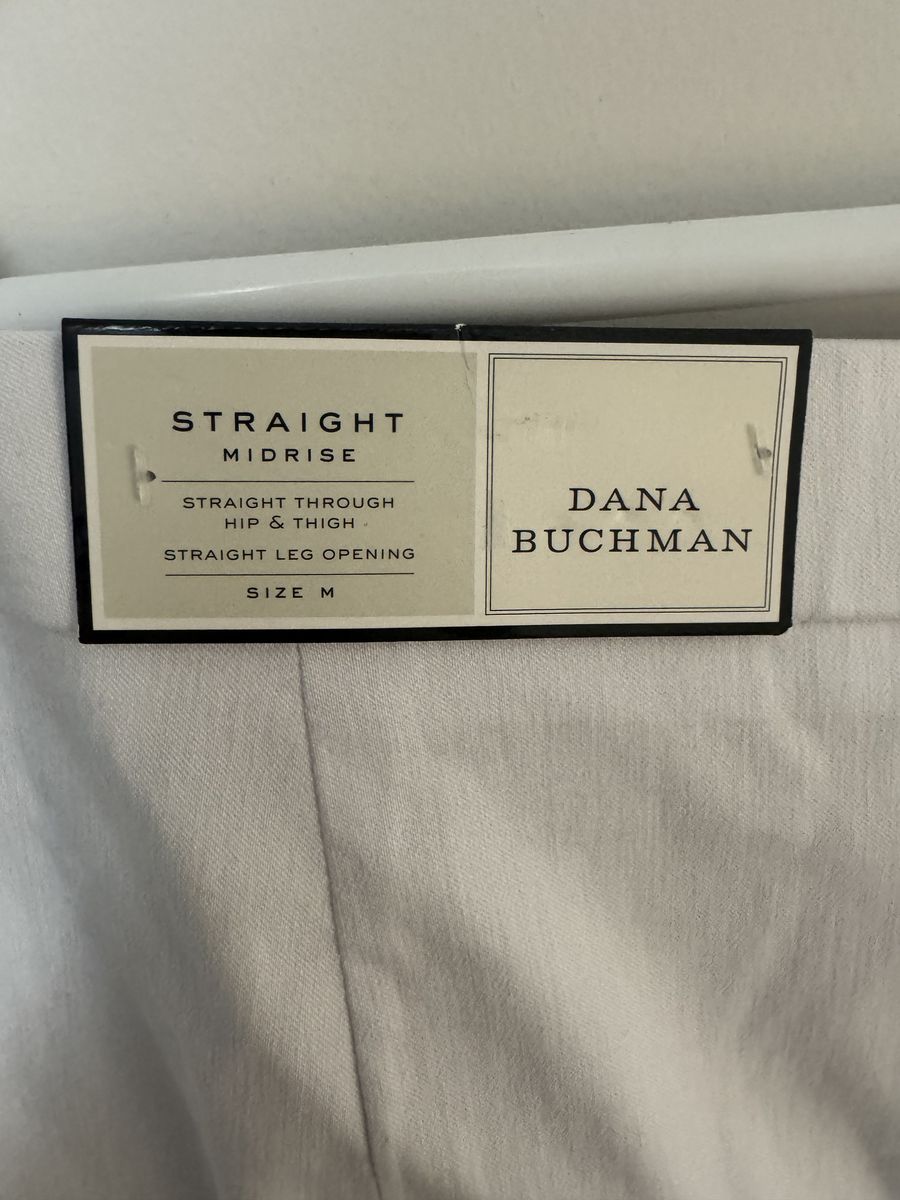 STRAIGHT
MIDRISE
STRAIGHT THROUGH
HIP & THIGH
STRAIGHT LEG OPENING
SIZE M
DANA
BUCHMAN